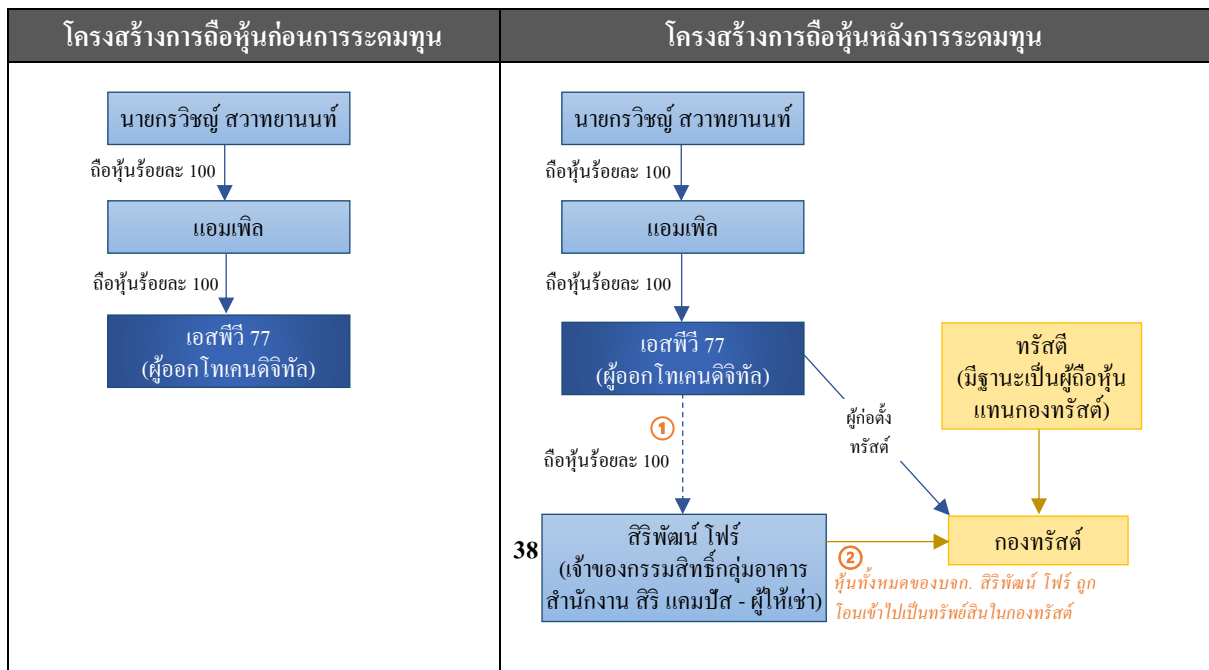 โครงสร้างการถือหุ้นก่อนการระดมทุน
โครงสร้างการถือหุ้นหลังการระดมทุน
นายกรวิชญ์ สวาทยานนท์
ถือหุ้นร้อยละ 100
แอมเพิล
ถือหุ้นร้อยละ 100
เอสพีวี 77
(ผู้ออกโทเคนดิจิทัล)
นายกรวิชญ์ สวาทยานนท์
ถือหุ้นร้อยละ 100
แอมเพิล
ถือหุ้นร้อยละ 100
เอสพีวี 77
(ผู้ออกโทเคนดิจิทัล)
ทรัสตี
(มีฐานะเป็นผู้ถือหุ้น
แทนกองทรัสต์)
ผู้ก่อตั้ง
ทรัสต์
①
ถือหุ้นร้อยละ 100
38
สิริพัฒน์ โฟร์
(เจ้าของกรรมสิทธิ์กลุ่มอาคาร
สำนักงาน สิริ แคมปัส - ผู้ให้เช่า)
กองทรัสต์
②
หุ้นทั้งหมดของบจก. สิริพัฒน์ โฟร์ ถูก
โอนเข้าไปเป็นทรัพย์สินในกองทรัสต์